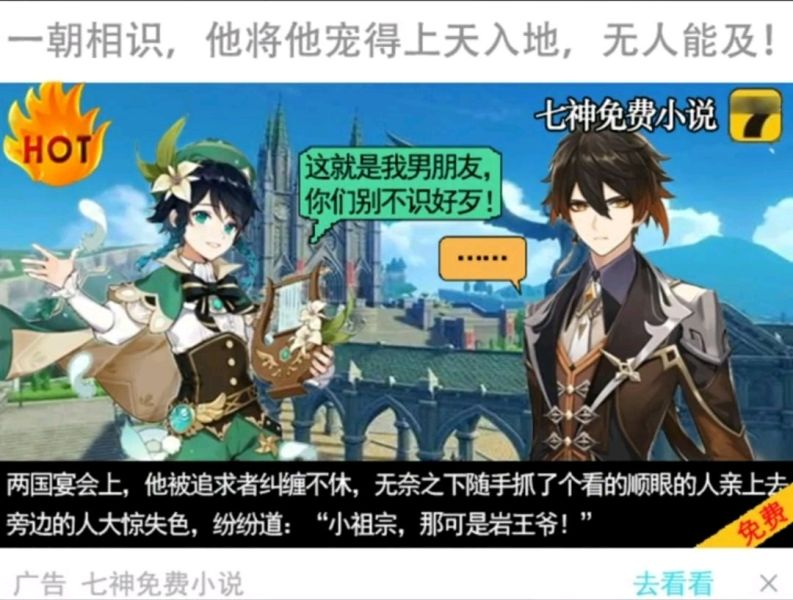 一朝相识，他将他宠得上天入地，无人能及！
HOT
七神免费小说
7
这就是我男朋友，
你们别不识好歹！
……
两国宴会上，他被追求者纠缠不休，无奈之下随手抓了个看的顺眼的人亲上去
旁边的人大惊失色，纷纷道：“小祖宗，那可是岩王爷！”
免费
广告 七神免费小说
去看看 ×